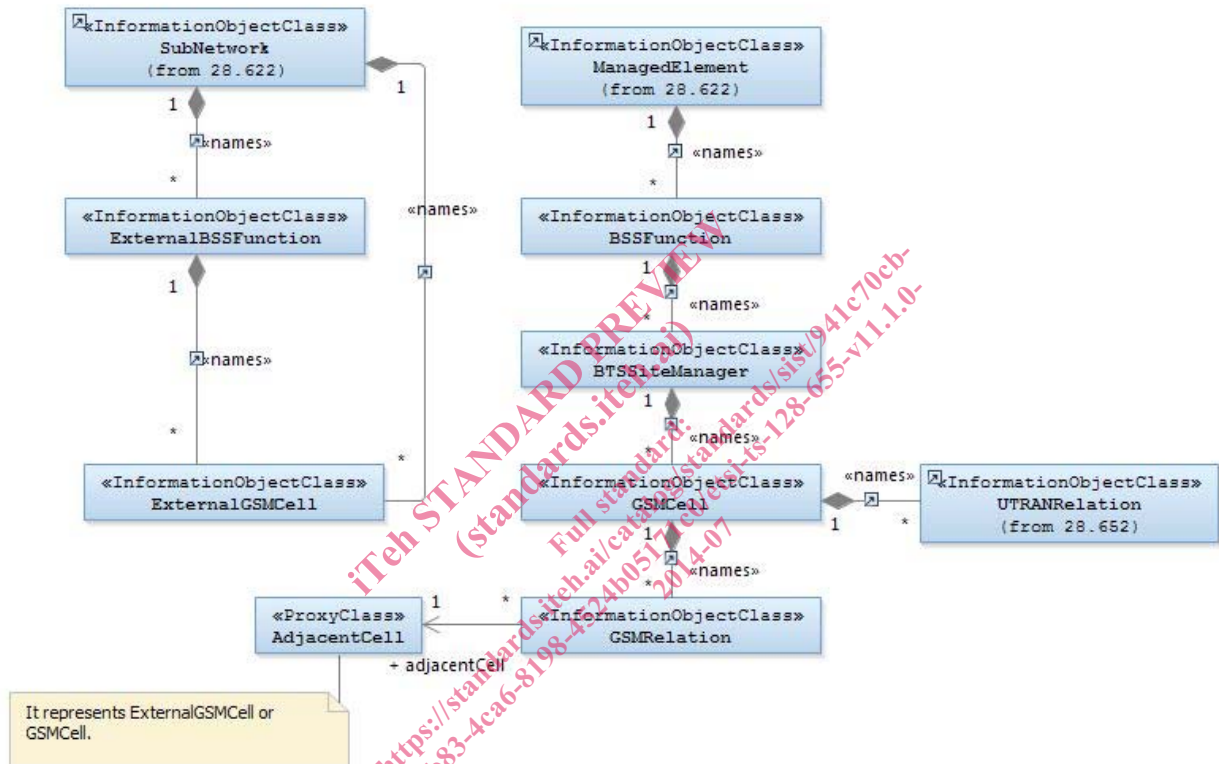 «InformationObjectClass»
SubNetwork
(from 28.622)
1
1
«names»
*
«InformationObjectClass»
ExternalBSSFunction
1
«names»
*
«names»
*
«InformationObjectClass»
ExternalGSMCell
«InformationObjectClass»
ManagedElement
(from 28.622)
1
«names»
*
«InformationObjectClass»
BSSFunction
1
«names»
*
«InformationObjectClass»
BTSSiteManager
1
«names»
*
«InformationObjectClass»
GSMCell
1
«names»
*
«InformationObjectClass»
UTRANRelation
(from 28.652)
1
«names»
*
«InformationObjectClass»
GSMRelation
*
1
+ adjacentCell
«ProxyClass»
AdjacentCell
It represents ExternalGSMCell or
GSMCell.
iTeh STANDARD PREVIEW
(standards.iteh.ai)
Full standard:
2014-07